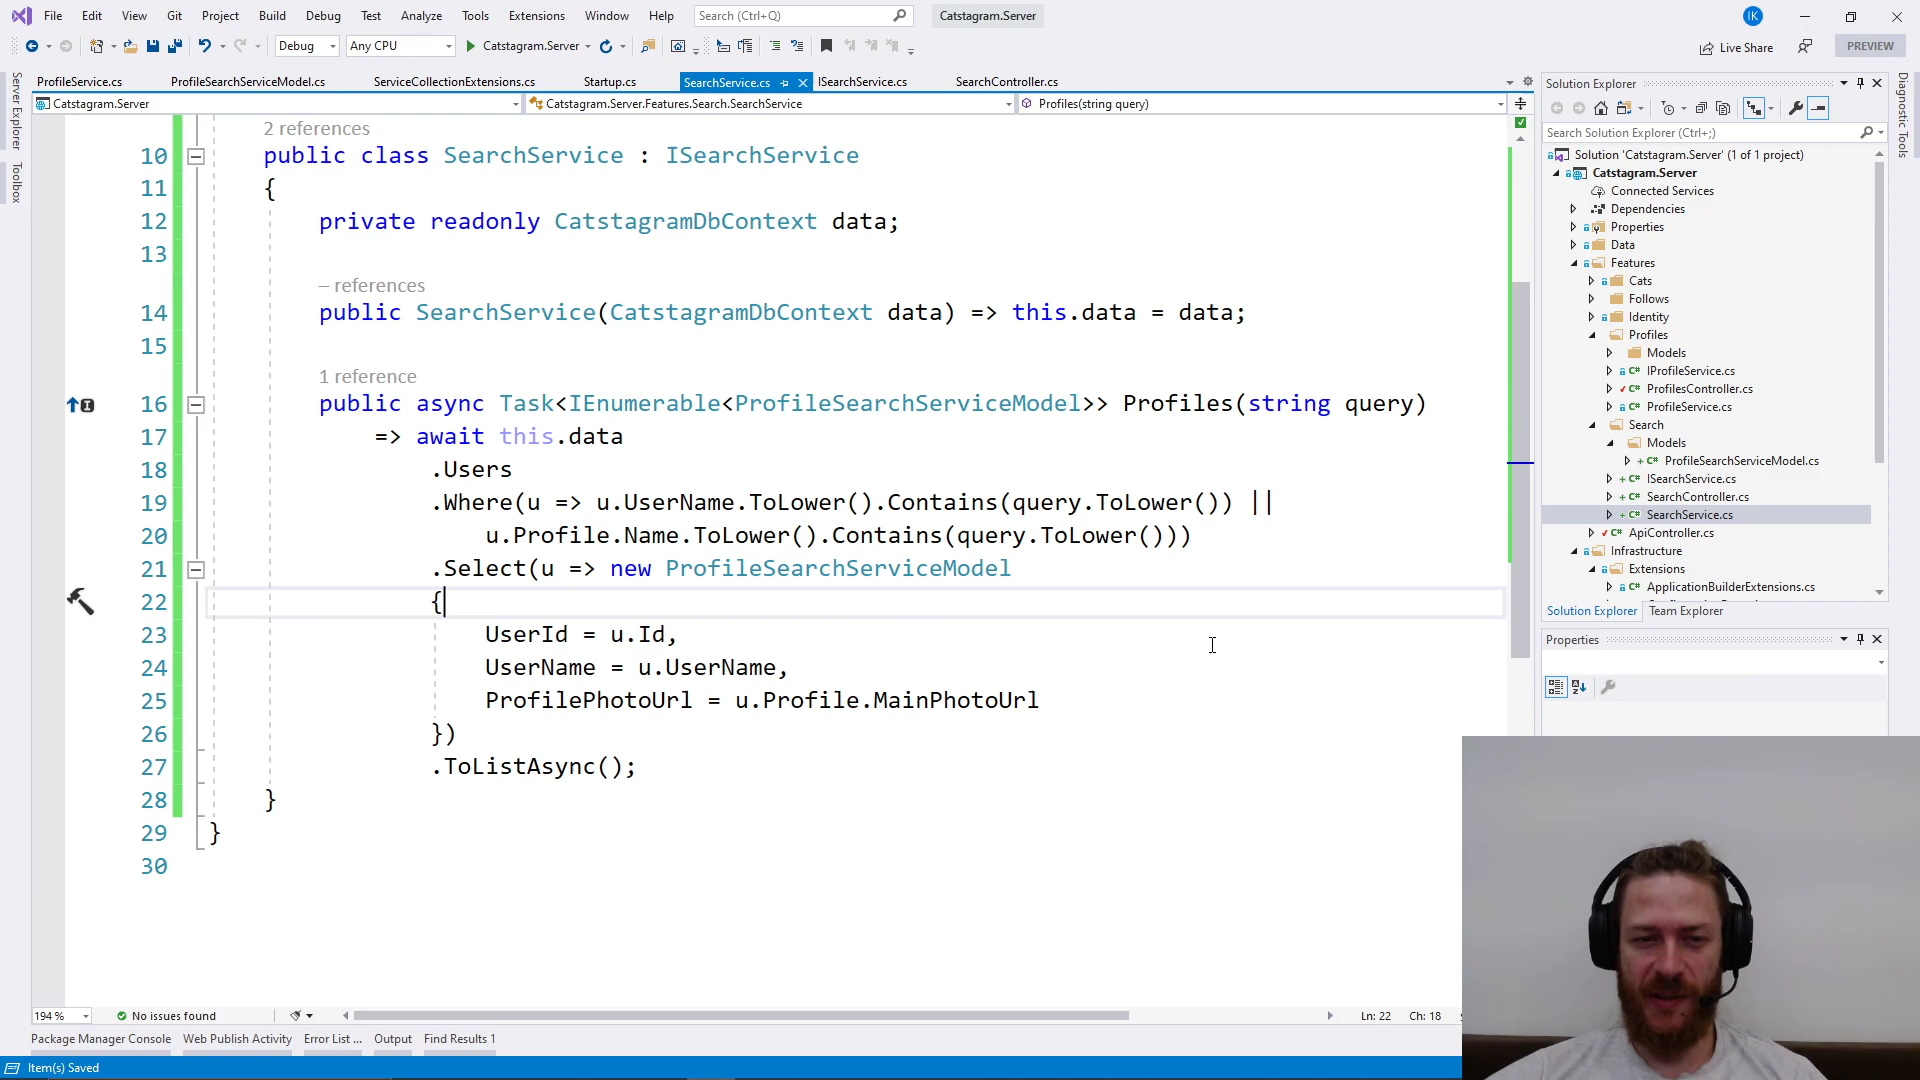 File Edit View Git Project Build Debug Test Analyze Tools Extensions Window Help Search (Ctrl+Q) Catstagram.Server IK
Debug Any CPU Catstagram.Server Live Share PREVIEW
ProfileService.cs ProfileSearchServiceModel.cs ServiceCollectionExtensions.cs Startup.cs SearchService.cs ISearchService.cs SearchController.cs
Catstagram.Server Catstagram.Server.Features.Search.SearchService Profiles(string query)
Server Explorer
Toolbox
2 references
10 public class SearchService : ISearchService
11 {
12 private readonly CatstagramDbContext data;
13
– references
14 public SearchService(CatstagramDbContext data) => this.data = data;
15
1 reference
16 public async Task<IEnumerable<ProfileSearchServiceModel>> Profiles(string query)
17 => await this.data
18 .Users
19 .Where(u => u.UserName.ToLower().Contains(query.ToLower()) ||
20 u.Profile.Name.ToLower().Contains(query.ToLower()))
21 .Select(u => new ProfileSearchServiceModel
22 {
23 UserId = u.Id,
24 UserName = u.UserName,
25 ProfilePhotoUrl = u.Profile.MainPhotoUrl
26 })
27 .ToListAsync();
28 }
29 }
30
194 % No issues found Ln: 22 Ch: 18
Package Manager Console Web Publish Activity Error List ... Output Find Results 1
Item(s) Saved
Solution Explorer
Search Solution Explorer (Ctrl+;)
Solution 'Catstagram.Server' (1 of 1 project)
Catstagram.Server
Connected Services
Dependencies
Properties
Data
Features
Cats
Follows
Identity
Profiles
Models
C# IProfileService.cs
C# ProfilesController.cs
C# ProfileService.cs
Search
Models
C# ProfileSearchServiceModel.cs
C# ISearchService.cs
C# SearchController.cs
C# SearchService.cs
C# ApiController.cs
Infrastructure
Extensions
C# ApplicationBuilderExtensions.cs
Solution Explorer Team Explorer
Properties
Diagnostic Tools